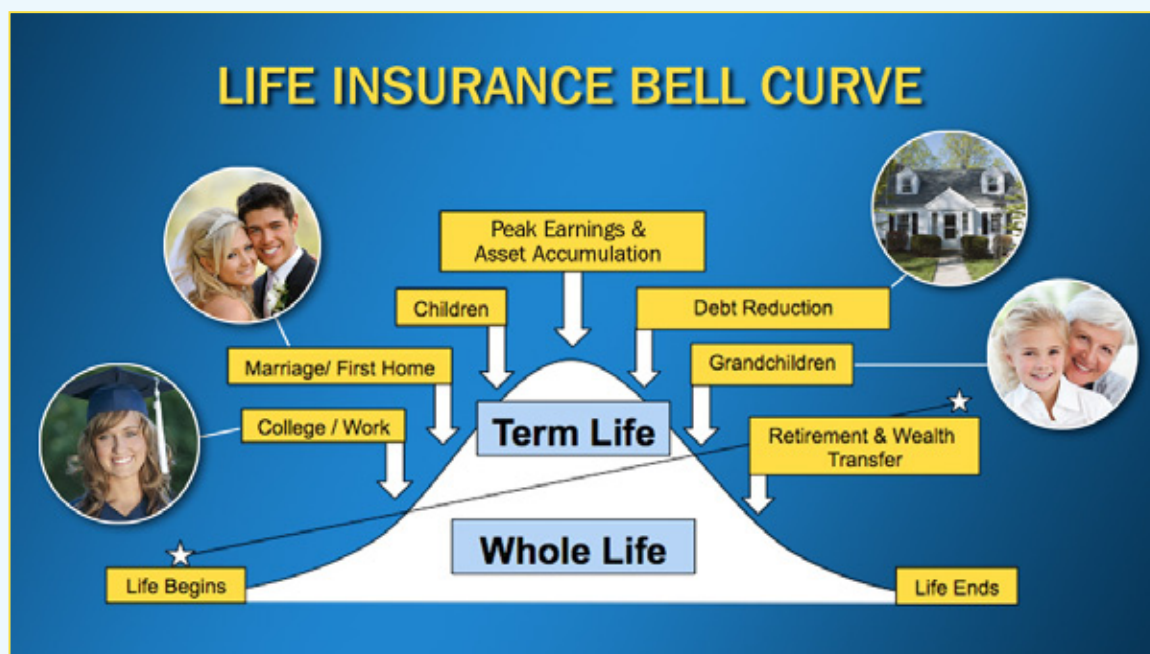 LIFE INSURANCE BELL CURVE
Peak Earnings &
Asset Accumulation
Children
Debt Reduction
Marriage/ First Home
Grandchildren
College / Work
Term Life
Retirement & Wealth
Transfer
Whole Life
Life Begins
Life Ends